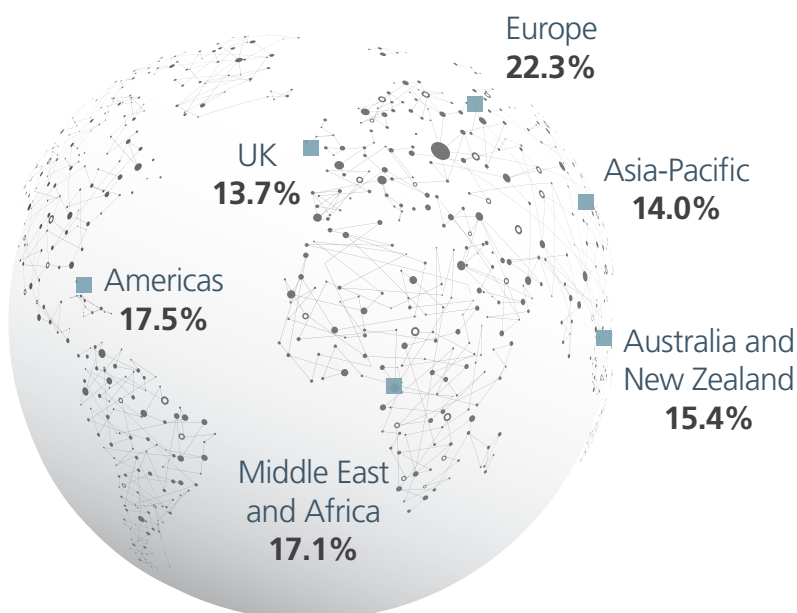 Europe
22.3%
UK
13.7%
Asia-Pacific
14.0%
Americas
17.5%
Australia and
New Zealand
15.4%
Middle East
and Africa
17.1%